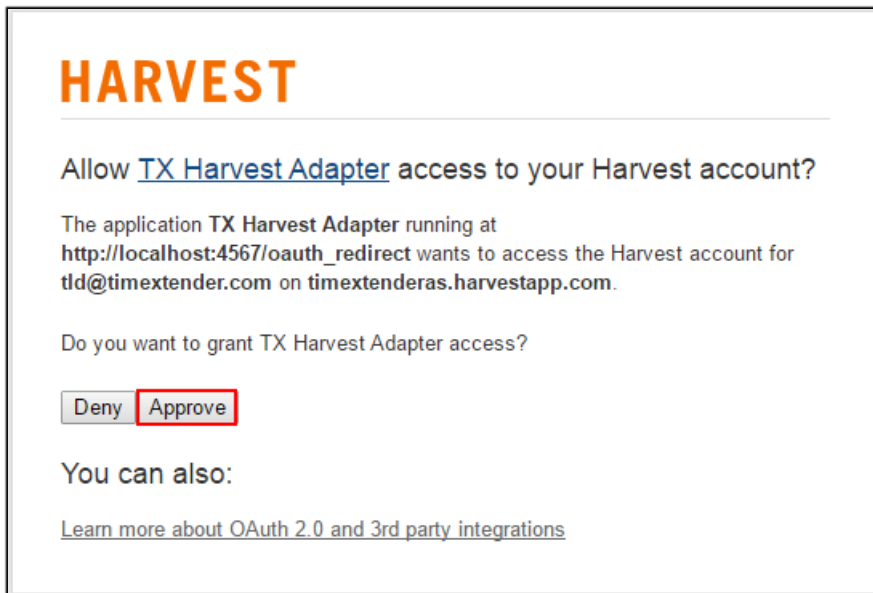 HARVEST
Allow TX Harvest Adapter access to your Harvest account?
The application TX Harvest Adapter running at
http://localhost:4567/oauth_redirect wants to access the Harvest account for
tld@timextender.com on timextenderas.harvestapp.com.
Do you want to grant TX Harvest Adapter access?
Deny Approve
You can also:
Learn more about OAuth 2.0 and 3rd party integrations